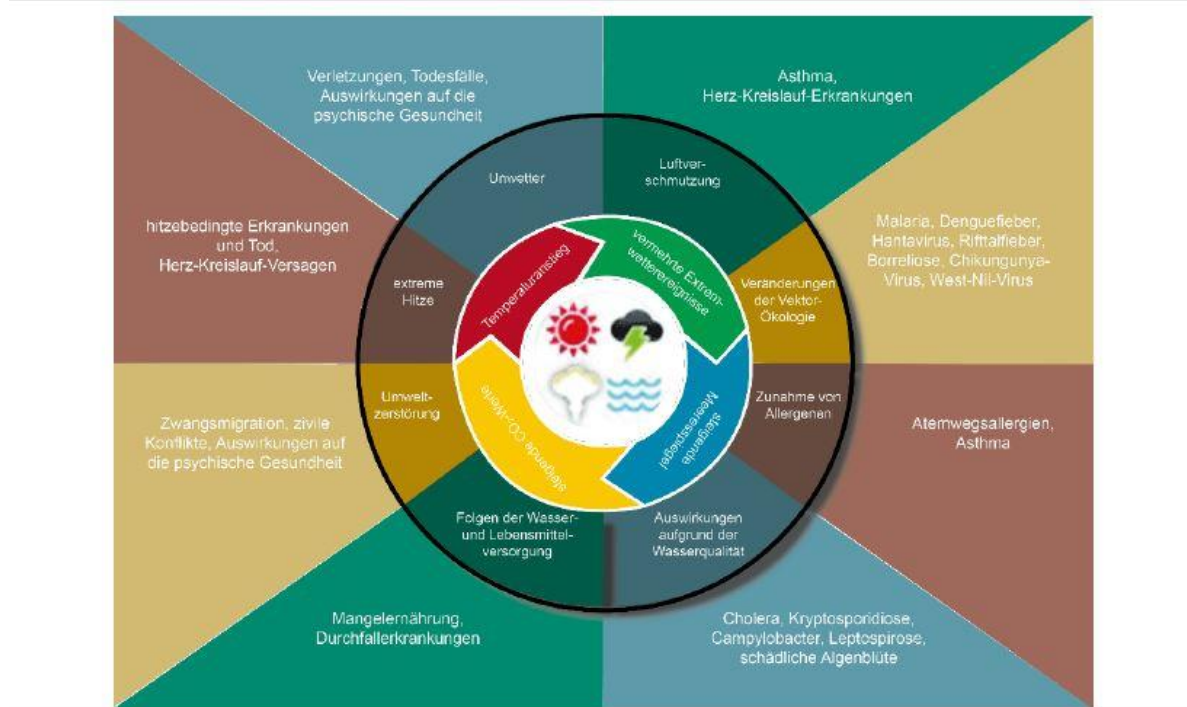 Verletzungen, Todesfälle,
Auswirkungen auf die
psychische Gesundheit
Asthma,
Herz-Kreislauf-Erkrankungen
Unwetter
Luftver-
schmutzung
hitzebedingte Erkrankungen
und Tod,
Herz-Kreislauf-Versagen
extreme
Hitze
Temperaturanstieg
vermehrte Extrem-
wetterereignisse
Veränderungen
der Vektor-
Ökologie
Malaria, Denguefieber,
Hantavirus, Rifttalfieber,
Borreliose, Chikungunya-
Virus, West-Nil-Virus
Zwangsmigration, zivile
Konflikte, Auswirkungen auf
die psychische Gesundheit
Umwelt-
zerstörung
steigende CO₂-Werte
steigende
Meeresspiegel
Zunahme von
Allergenen
Atemwegsallergien,
Asthma
Folgen der Wasser-
und Lebensmittel-
versorgung
Auswirkungen
aufgrund der
Wasserqualität
Mangelernährung,
Durchfallerkrankungen
Cholera, Kryptosporidiose,
Campylobacter, Leptospirose,
schädliche Algenblüte